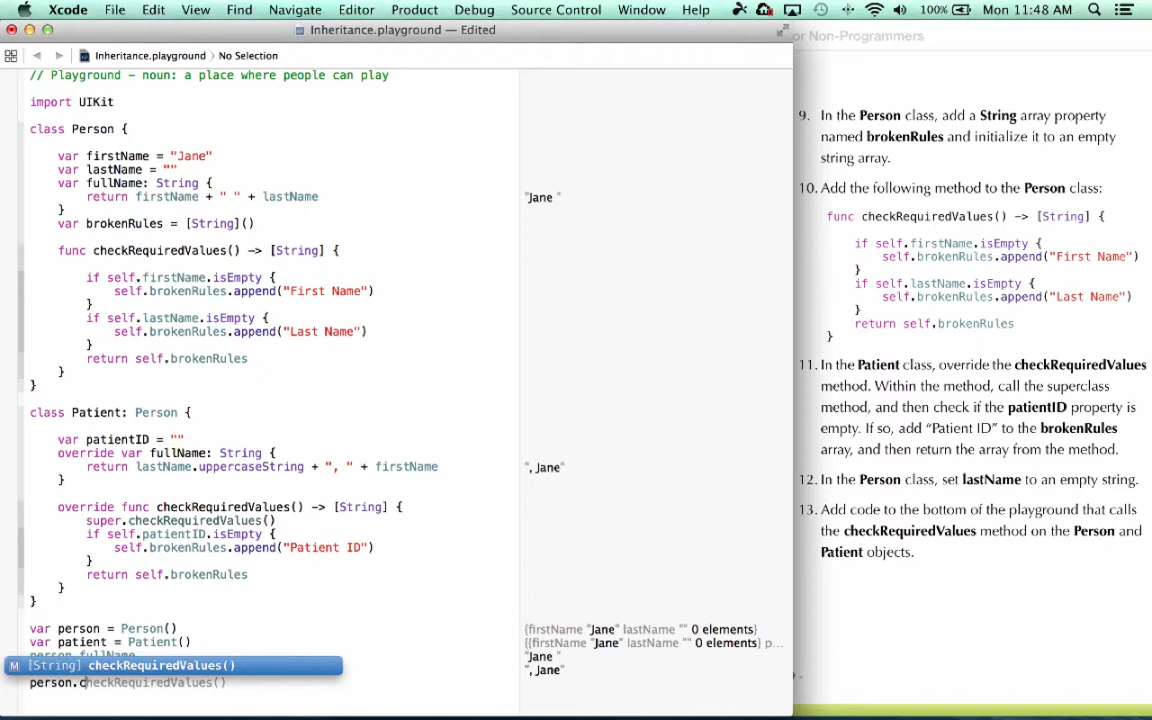 Xcode File Edit View Find Navigate Editor Product Debug Source Control Window Help 100% Mon 11:48 AM
Inheritance.playground — Edited
or Non-Programmers
Inheritance.playground › No Selection
// Playground - noun: a place where people can play
import UIKit
class Person {
var firstName = "Jane"
var lastName = ""
var fullName: String {
return firstName + " " + lastName
"Jane "
}
var brokenRules = [String]()
func checkRequiredValues() -> [String] {
if self.firstName.isEmpty {
self.brokenRules.append("First Name")
}
if self.lastName.isEmpty {
self.brokenRules.append("Last Name")
}
return self.brokenRules
}
}
class Patient: Person {
var patientID = ""
override var fullName: String {
return lastName.uppercaseString + ", " + firstName
", Jane"
}
override func checkRequiredValues() -> [String] {
super.checkRequiredValues()
if self.patientID.isEmpty {
self.brokenRules.append("Patient ID")
}
return self.brokenRules
}
}
var person = Person()
{firstName "Jane" lastName "" 0 elements}
var patient = Patient()
{{firstName "Jane" lastName "" 0 elements} p...
person.fullName
"Jane "
M [String] checkRequiredValues()
", Jane"
person.checkRequiredValues()
9. In the Person class, add a String array property
named brokenRules and initialize it to an empty
string array.
10. Add the following method to the Person class:
func checkRequiredValues() -> [String] {
if self.firstName.isEmpty {
self.brokenRules.append("First Name")
}
if self.lastName.isEmpty {
self.brokenRules.append("Last Name")
}
return self.brokenRules
}
11. In the Patient class, override the checkRequiredValues
method. Within the method, call the superclass
method, and then check if the patientID property is
empty. If so, add “Patient ID” to the brokenRules
array, and then return the array from the method.
12. In the Person class, set lastName to an empty string.
13. Add code to the bottom of the playground that calls
the checkRequiredValues method on the Person and
Patient objects.